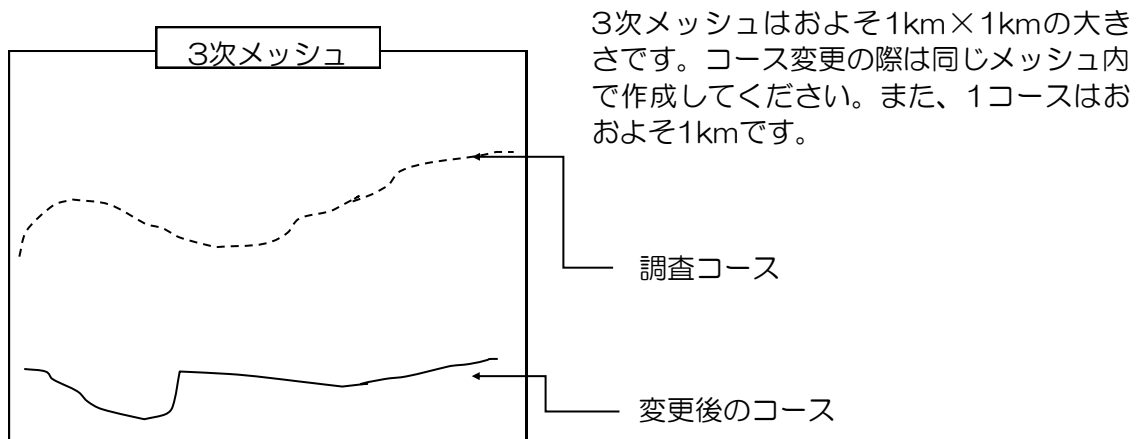 3次メッシュ
3次メッシュはおよそ1km×1kmの大き
さです。コース変更の際は同じメッシュ内
で作成してください。また、1コースはお
およそ1kmです。
調査コース
変更後のコース